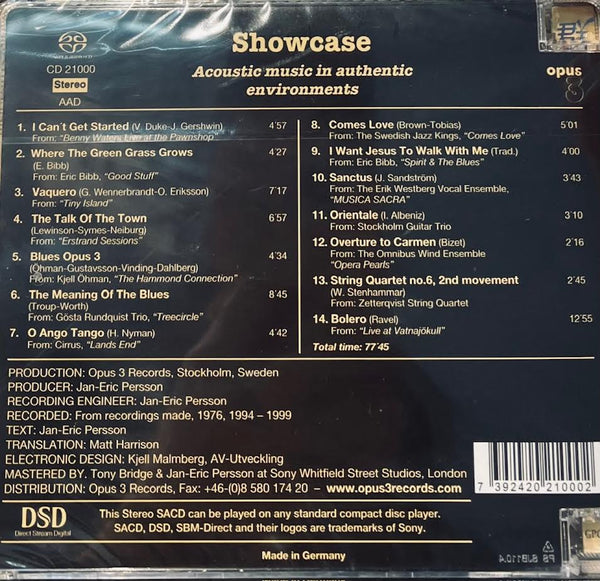 Showcase
Acoustic music in authentic
environments
CD 21000
Stereo
AAD
opus
3
1. I Can´t Get Started (V. Duke-J. Gershwin) 4'57
From: "Benny Waters Live at the Pawnshop"
2. Where The Green Grass Grows 4'27
(E. Bibb)
From: Eric Bibb, "Good Stuff"
3. Vaquero (G. Wennerbrandt-O. Eriksson) 7'17
From: "Tiny Island"
4. The Talk Of The Town 6'57
(Lewinson-Symes-Neiburg)
From: "Erstrand Sessions"
5. Blues Opus 3 4'34
(Öhman-Gustavsson-Vinding-Dahlberg)
From: Kjell Öhman, "The Hammond Connection"
6. The Meaning Of The Blues 8'45
(Troup-Worth)
From: Gösta Rundquist Trio, "Treecircle"
7. O Ango Tango (H. Nyman) 4'42
From: Cirrus, "Lands End"
8. Comes Love (Brown-Tobias) 5'01
From: The Swedish Jazz Kings, "Comes Love"
9. I Want Jesus To Walk With Me (Trad.) 4'00
From: Eric Bibb, "Spirit & The Blues"
10. Sanctus (J. Sandström) 3'43
From: The Erik Westberg Vocal Ensemble,
"MUSICA SACRA"
11. Orientale (I. Albeniz) 3'10
From: Stockholm Guitar Trio
12. Overture to Carmen (Bizet) 2'16
From: The Omnibus Wind Ensemble
"Opera Pearls"
13. String Quartet no.6, 2nd movement 2'45
(W. Stenhammar)
From: Zetterqvist String Quartet
14. Bolero (Ravel) 12'55
From: "Live at Vatnajökull"
Total time: 77'45
PRODUCTION: Opus 3 Records, Stockholm, Sweden
PRODUCER: Jan-Eric Persson
RECORDING ENGINEER: Jan-Eric Persson
RECORDED: From recordings made, 1976, 1994 – 1999
TEXT: Jan-Eric Persson
TRANSLATION: Matt Harrison
ELECTRONIC DESIGN: Kjell Malmberg, AV-Utveckling
MASTERED BY. Tony Bridge & Jan-Eric Persson at Sony Whitfield Street Studios, London
DISTRIBUTION: Opus 3 Records, Fax: +46-(0)8 580 174 20 – www.opus3records.com
7 392420 210002
DSD
Direct Stream Digital
This Stereo SACD can be played on any standard compact disc player.
SACD, DSD, SBM-Direct and their logos are trademarks of Sony.
Made in Germany